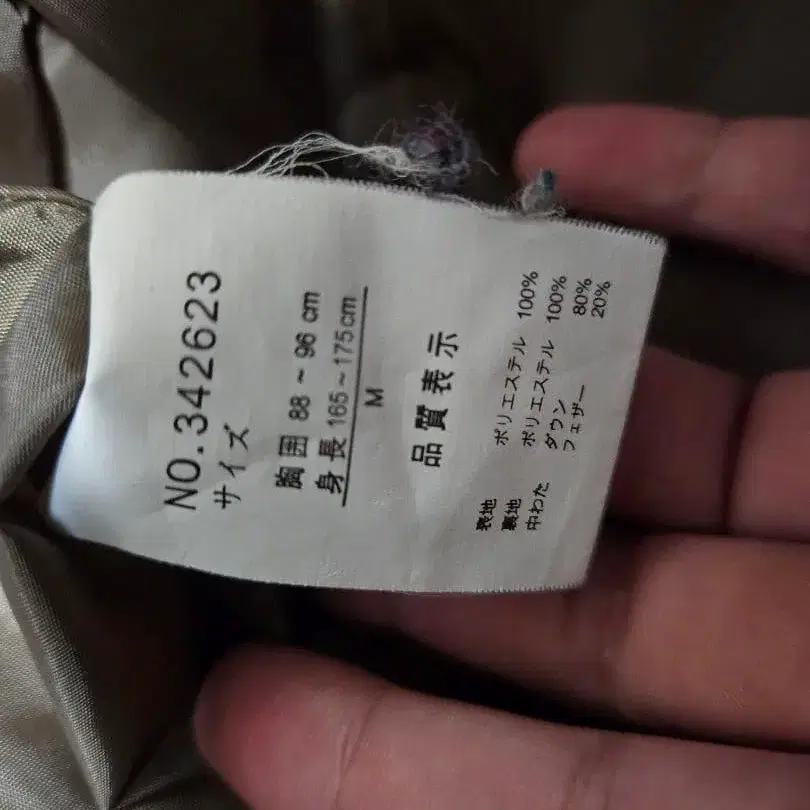 NO.342623
サイズ
胸囲 88～96 cm
身長 165～175cm
M
品質表示
表地 ポリエステル 100%
裏地 ポリエステル 100%
中わた ダウン 80%
フェザー 20%